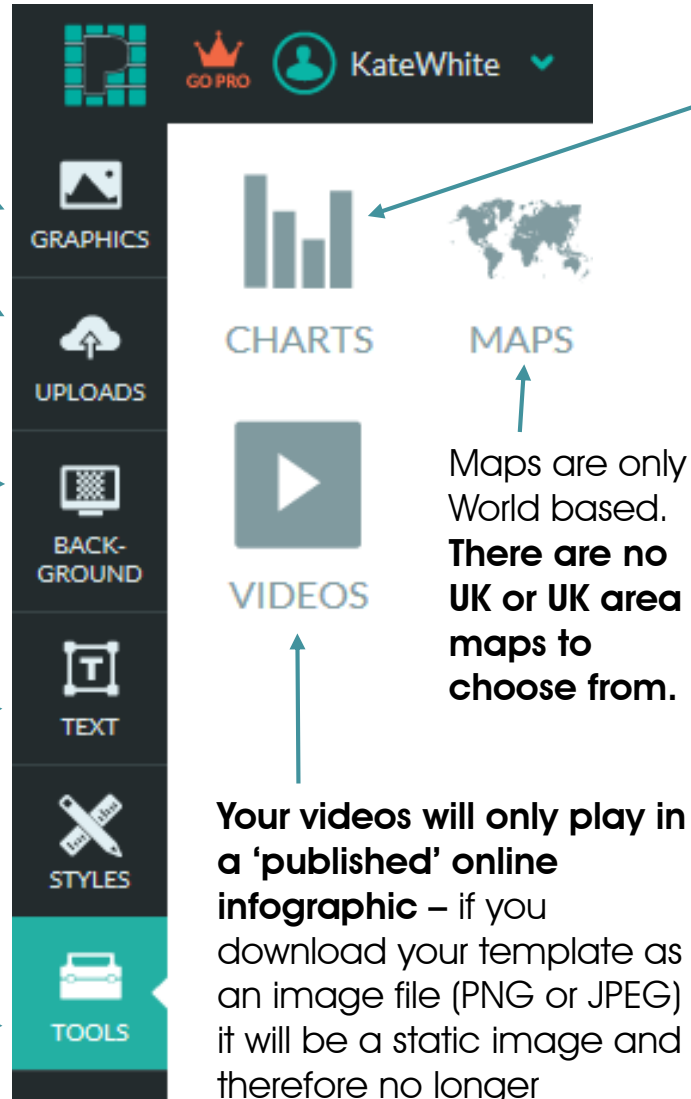 GO PRO KateWhite
GRAPHICS
UPLOADS
BACK-
GROUND
TEXT
STYLES
TOOLS
CHARTS MAPS
VIDEOS
Maps are only
World based.
There are no
UK or UK area
maps to
choose from.
Your videos will only play in
a ‘published’ online
infographic – if you
download your template as
an image file (PNG or JPEG)
it will be a static image and
therefore no longer